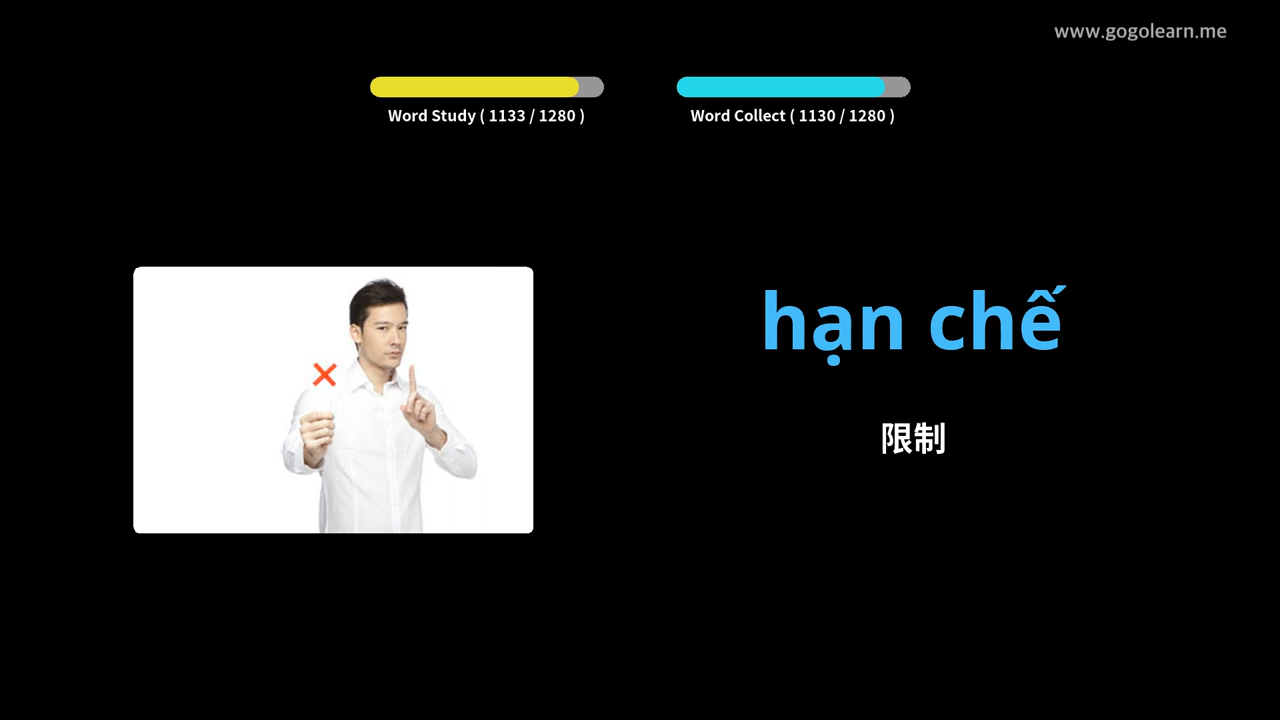 www.gogolearn.me
Word Study ( 1133 / 1280 )
Word Collect ( 1130 / 1280 )
hạn chế
限制